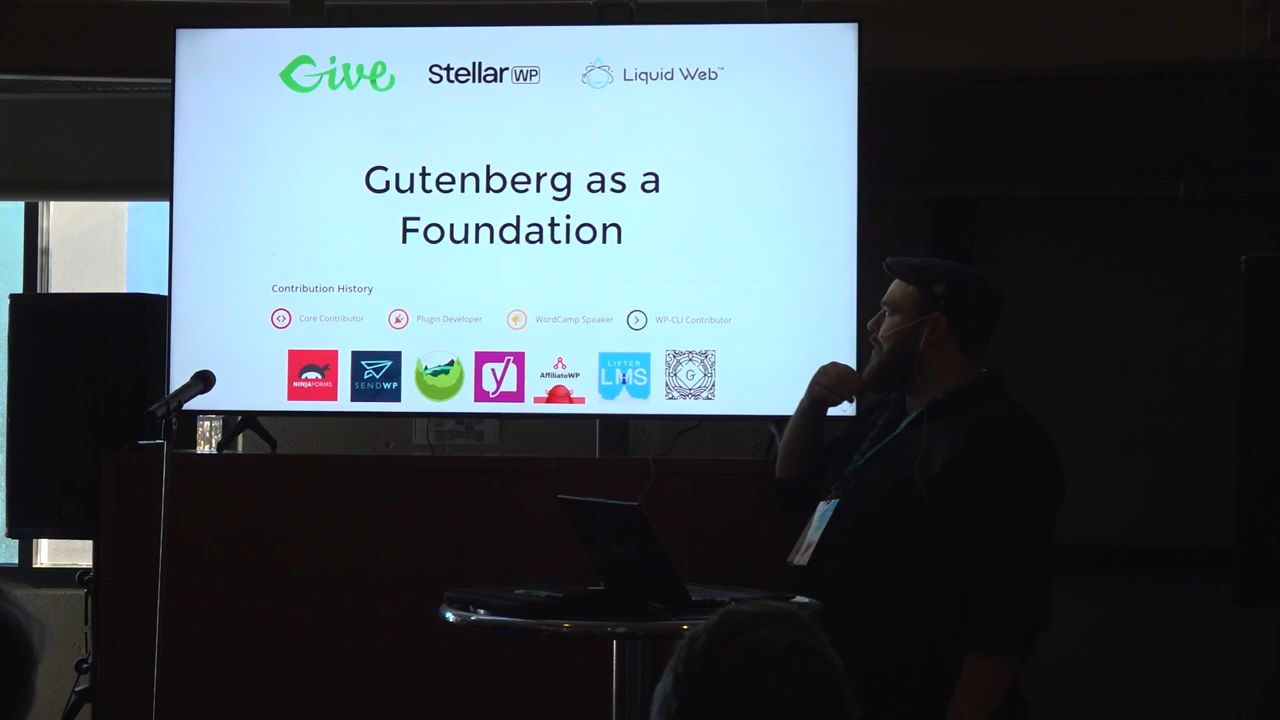 Give
StellarWP
Liquid Web™
Gutenberg as a
Foundation
Contribution History
Core Contributor
Plugin Developer
WordCamp Speaker
WP-CLI Contributor
NINJAFORMS
SENDWP
y
AffiliateWP
LIFTER
LMS
G